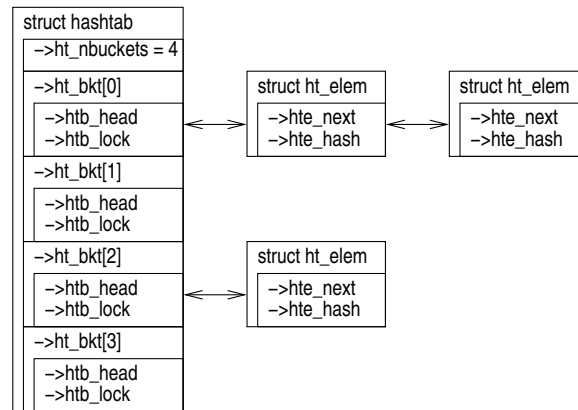 struct hashtab
−>ht_nbuckets = 4
−>ht_bkt[0]
−>htb_head
−>htb_lock
struct ht_elem
−>hte_next
−>hte_hash
struct ht_elem
−>hte_next
−>hte_hash
−>ht_bkt[1]
−>htb_head
−>htb_lock
−>ht_bkt[2]
−>htb_head
−>htb_lock
struct ht_elem
−>hte_next
−>hte_hash
−>ht_bkt[3]
−>htb_head
−>htb_lock